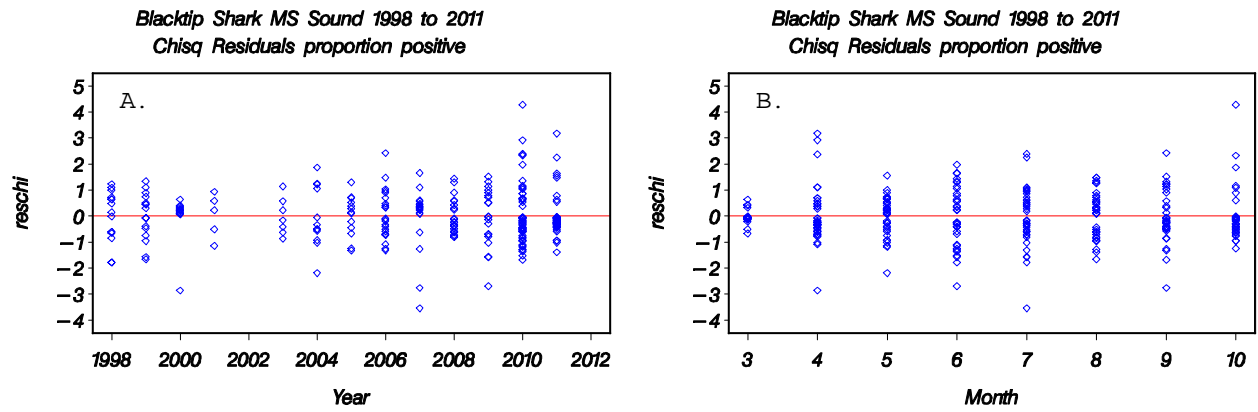 Blacktip Shark MS Sound 1998 to 2011
Chisq Residuals proportion positive
A.
reschi
5
4
3
2
1
0
−1
−2
−3
−4
1998 2000 2002 2004 2006 2008 2010 2012
Year
Blacktip Shark MS Sound 1998 to 2011
Chisq Residuals proportion positive
B.
reschi
5
4
3
2
1
0
−1
−2
−3
−4
3 4 5 6 7 8 9 10
Month